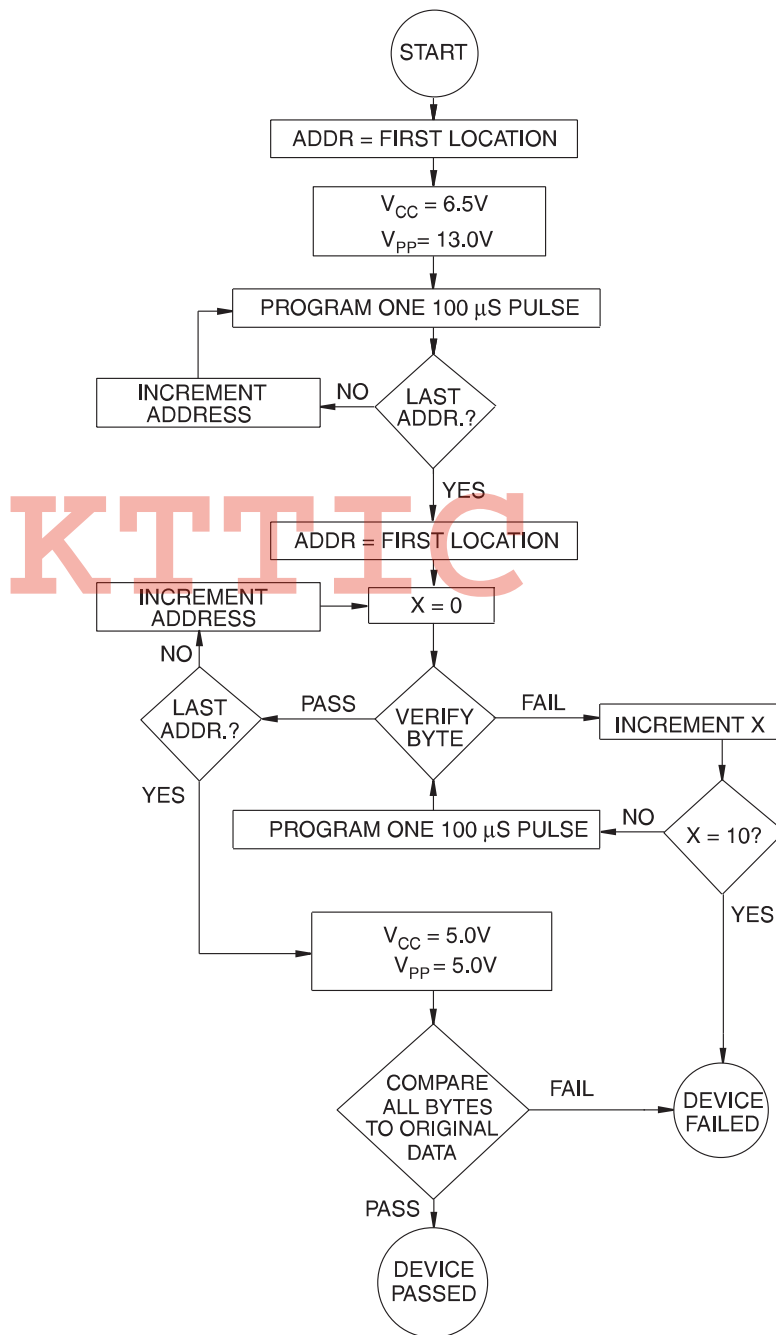 START
ADDR = FIRST LOCATION
VCC = 6.5V
VPP= 13.0V
PROGRAM ONE 100 μS PULSE
INCREMENT
ADDRESS
NO
LAST
ADDR.?
YES
KTTIC
ADDR = FIRST LOCATION
INCREMENT
ADDRESS
X = 0
NO
LAST
ADDR.?
PASS
VERIFY
BYTE
FAIL
INCREMENT X
YES
PROGRAM ONE 100 μS PULSE
NO
X = 10?
YES
VCC = 5.0V
VPP = 5.0V
COMPARE
ALL BYTES
TO ORIGINAL
DATA
FAIL
DEVICE
FAILED
PASS
DEVICE
PASSED